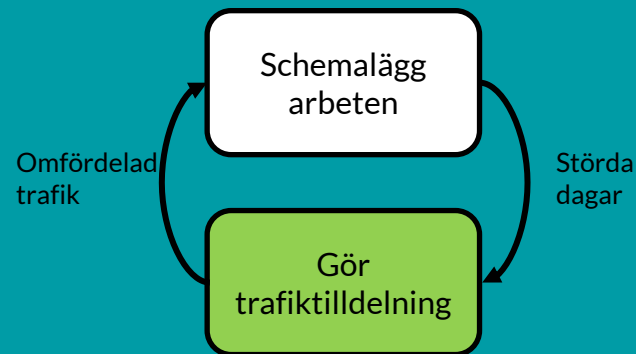 Schemalägg
arbeten
Omfördelad
trafik
Störda
dagar
Gör
trafiktilldelning